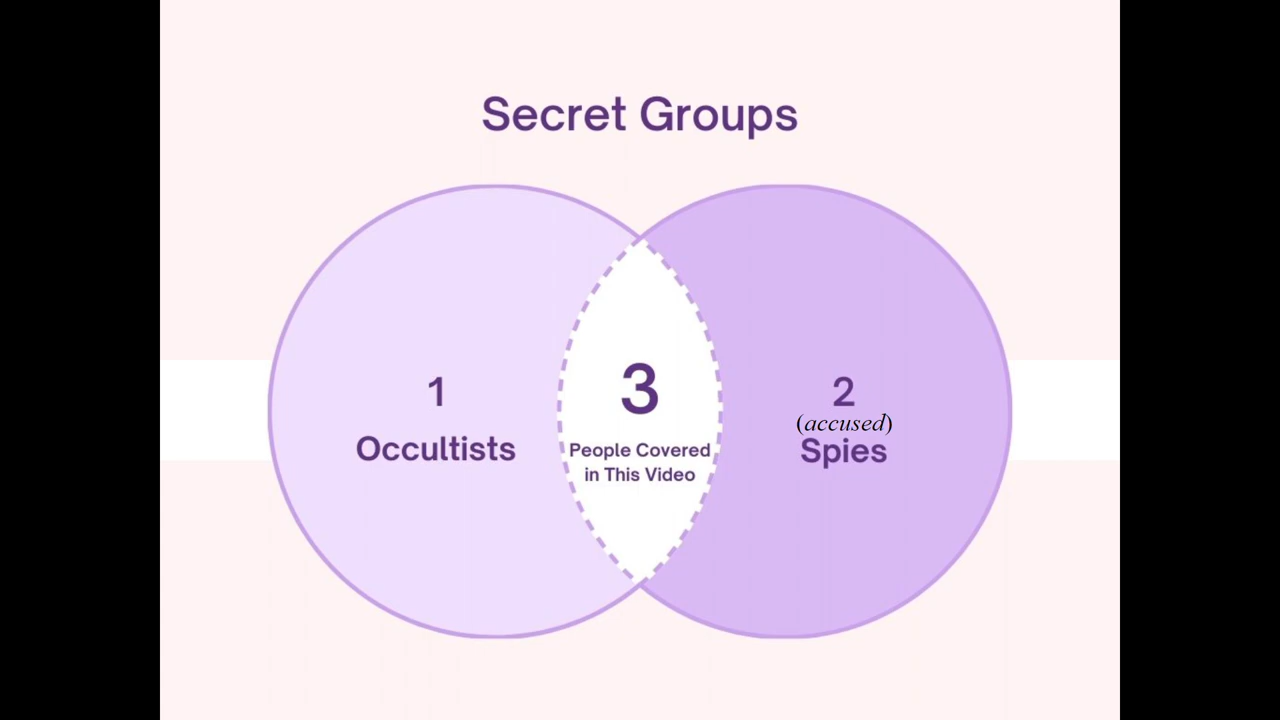 Secret Groups
1
Occultists
3
People Covered
in This Video
2
(accused)
Spies